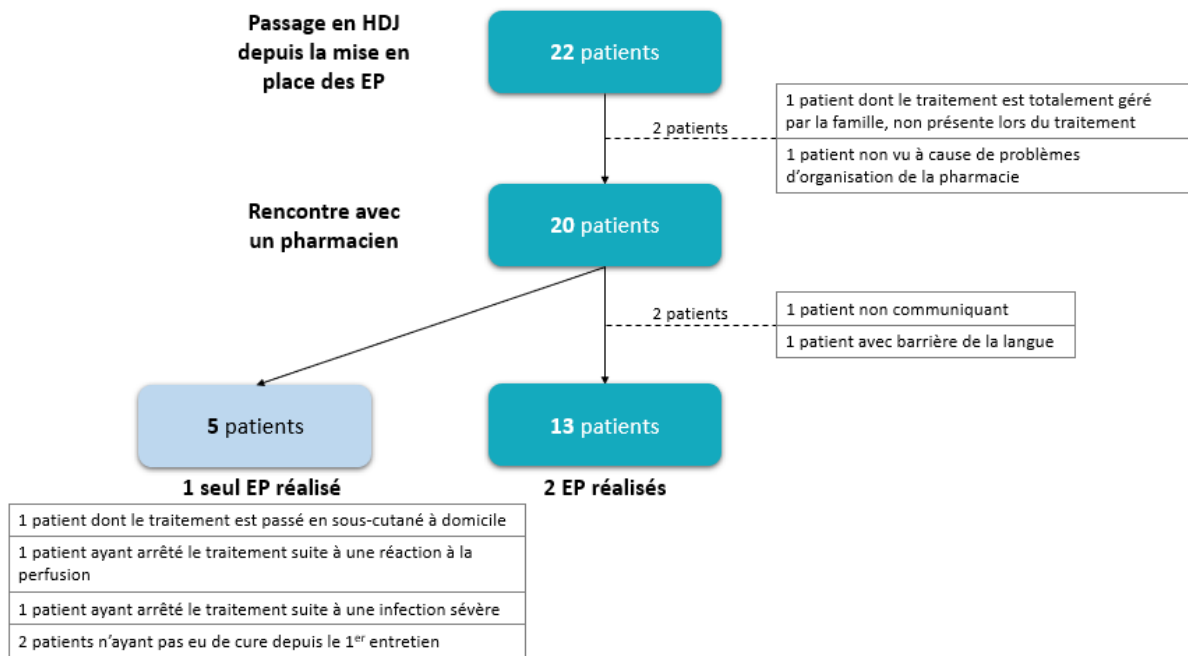 Passage en HDJ
depuis la mise en
place des EP
22 patients
2 patients
1 patient dont le traitement est totalement géré
par la famille, non présente lors du traitement
1 patient non vu à cause de problèmes
d'organisation de la pharmacie
Rencontre avec
un pharmacien
20 patients
2 patients
1 patient non communiquant
1 patient avec barrière de la langue
5 patients
13 patients
1 seul EP réalisé
2 EP réalisés
1 patient dont le traitement est passé en sous-cutané à domicile
1 patient ayant arrêté le traitement suite à une réaction à la
perfusion
1 patient ayant arrêté le traitement suite à une infection sévère
2 patients n'ayant pas eu de cure depuis le 1er entretien